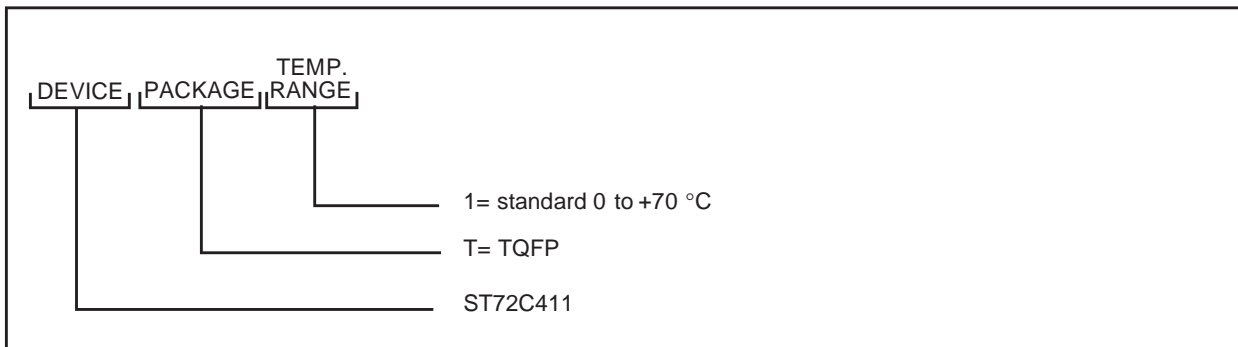 TEMP.
DEVICE PACKAGE RANGE
1= standard 0 to +70 °C
T= TQFP
ST72C411